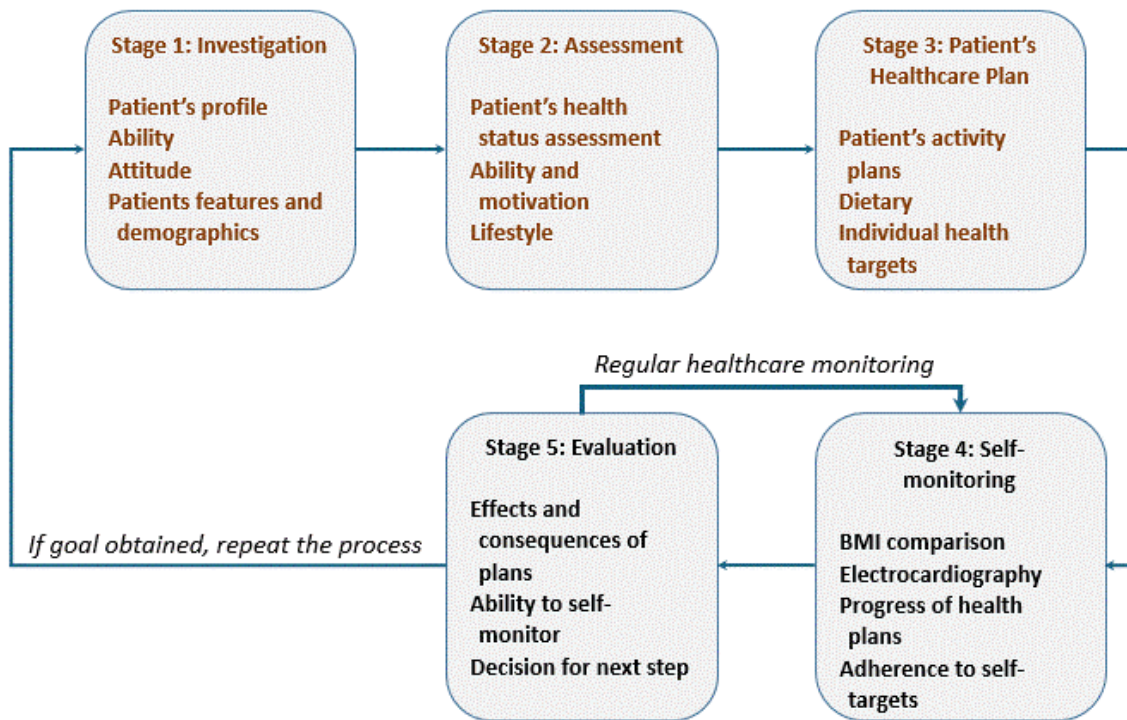 Stage 1: Investigation
Patient's profile
Ability
Attitude
Patients features and
demographics
Stage 2: Assessment
Patient's health
status assessment
Ability and
motivation
Lifestyle
Stage 3: Patient's
Healthcare Plan
Patient's activity
plans
Dietary
Individual health
targets
Regular healthcare monitoring
Stage 4: Self-
monitoring
BMI comparison
Electrocardiography
Progress of health
plans
Adherence to self-
targets
Stage 5: Evaluation
Effects and
consequences of
plans
Ability to self-
monitor
Decision for next step
If goal obtained, repeat the process